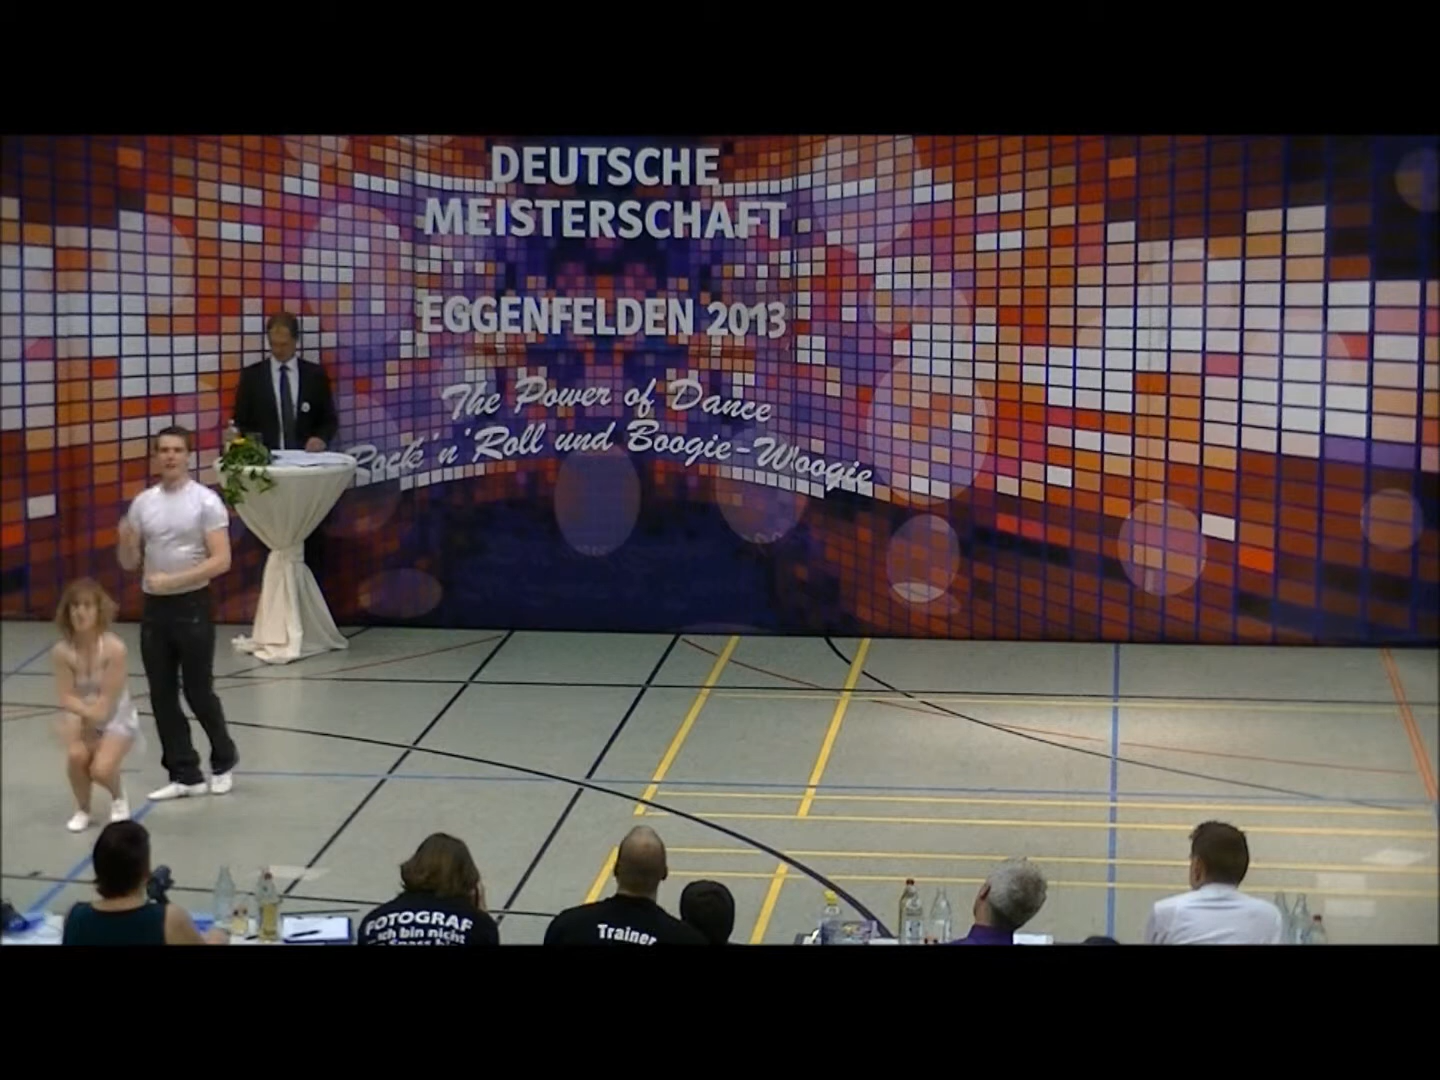 DEUTSCHE
MEISTERSCHAFT
EGGENFELDEN 2013
The Power of Dance
Rock'n'Roll und Boogie-Woogie
FOTOGRAF
ich bin nicht
Trainer